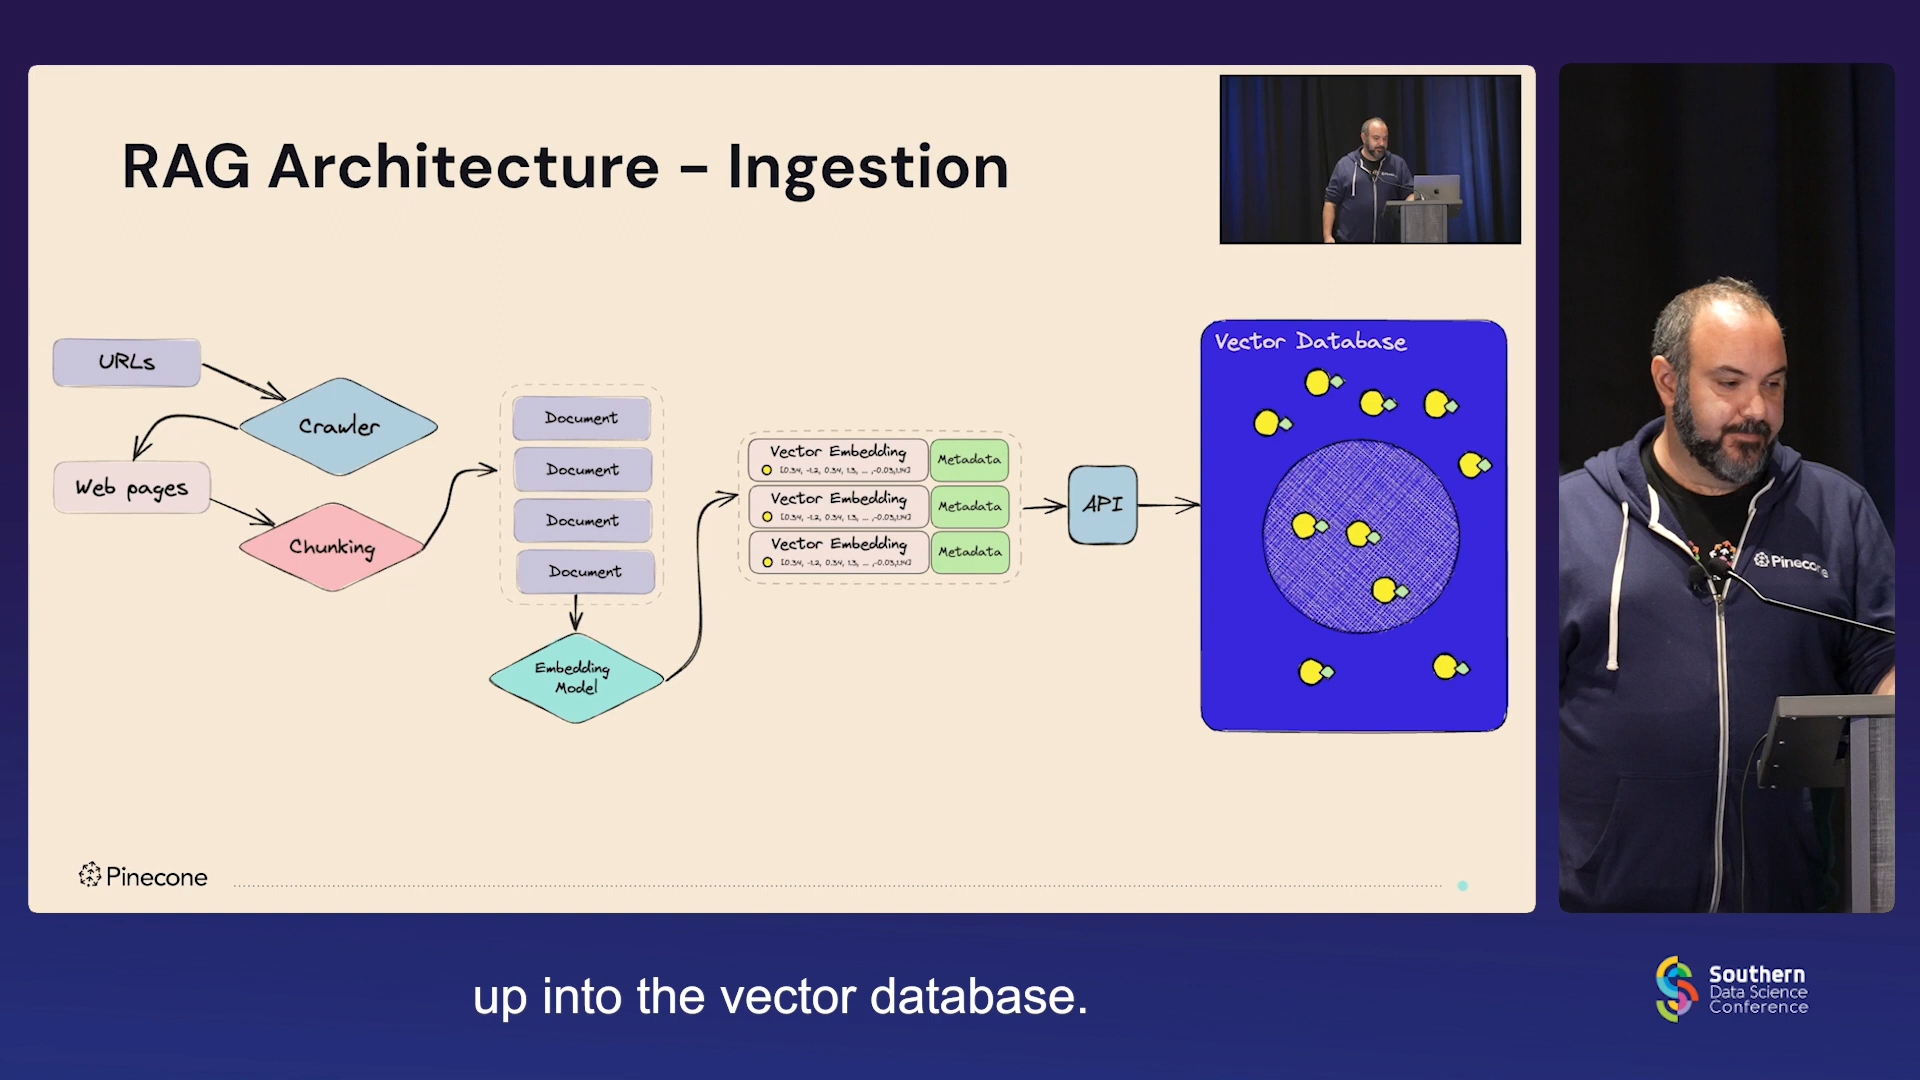 RAG Architecture - Ingestion
URLs
Crawler
Web pages
Chunking
Document
Document
Document
Document
Embedding
Model
Vector Embedding
[0.34, -1.2, 0.34, 1.3, ... ,-0.03,1.14]
Metadata
Vector Embedding
[0.34, -1.2, 0.34, 1.3, ... ,-0.03,1.14]
Metadata
Vector Embedding
[0.34, -1.2, 0.34, 1.3, ... ,-0.03,1.14]
Metadata
API
Vector Database
Pinecone
Pinecone
up into the vector database.
Southern
Data Science
Conference